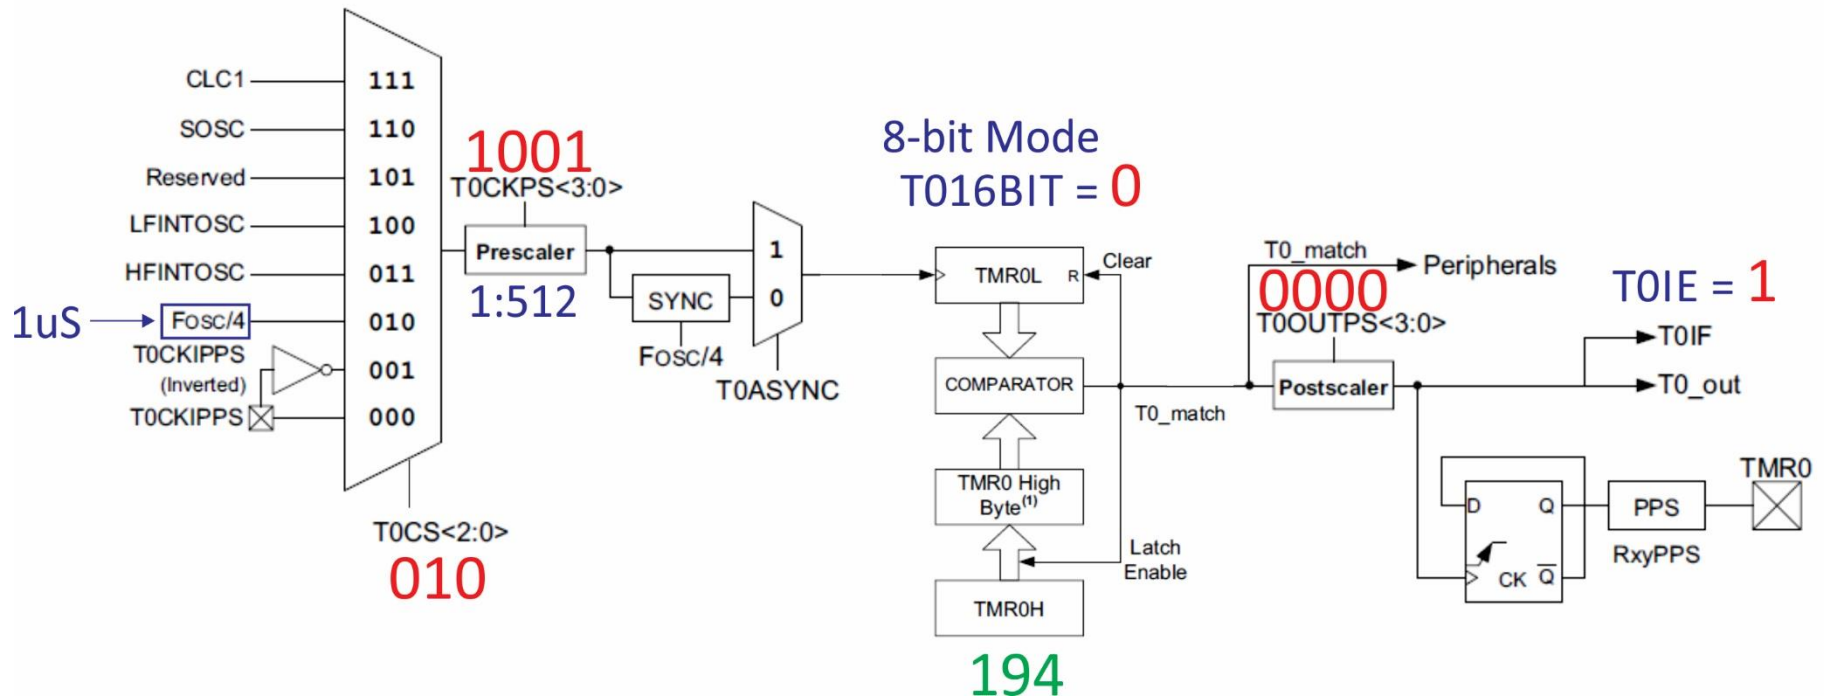 CLC1
111
SOSC
110
Reserved
101
LFINTOSC
100
HFINTOSC
011
1uS
FOSC/4
010
T0CKIPPS
(Inverted)
001
T0CKIPPS
000
T0CS<2:0>
010
1001
T0CKPS<3:0>
Prescaler
1:512
SYNC
FOSC/4
1
0
T0ASYNC
8-bit Mode
T016BIT = 0
TMR0L
R
Clear
COMPARATOR
T0_match
TMR0 High
Byte(1)
Latch
Enable
TMR0H
194
T0_match
Peripherals
0000
T0OUTPS<3:0>
Postscaler
T0IE = 1
T0IF
T0_out
D
Q
CK
Q
PPS
RxyPPS
TMR0